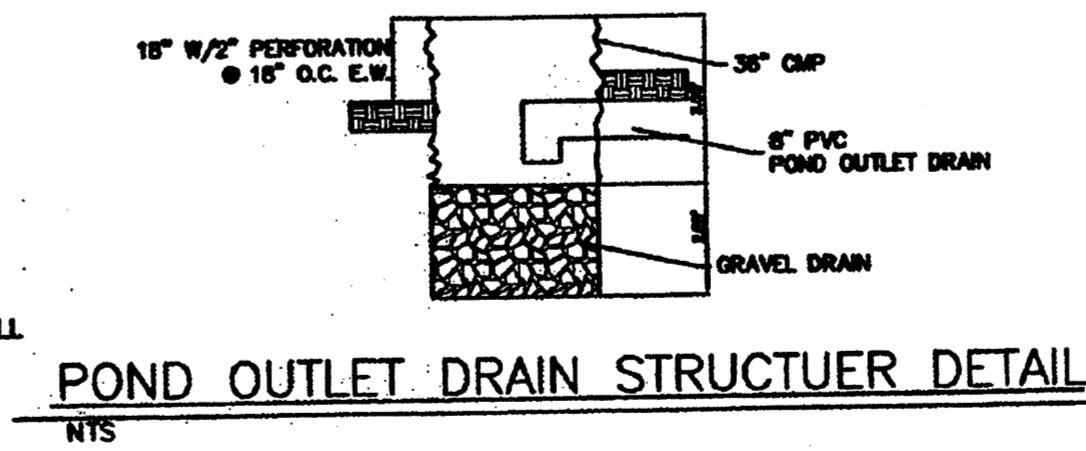 18" W/2" PERFORATION
@ 18" O.C. E.W.
36" CMP
8" PVC
POND OUTLET DRAIN
GRAVEL DRAIN
POND OUTLET DRAIN STRUCTUER DETAIL
NTS